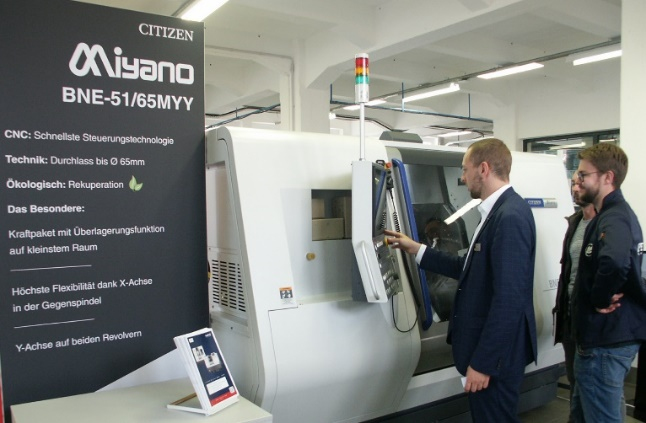 CITIZEN
Miyano
BNE-51/65MYY
CNC: Schnellste Steuerungstechnologie
Technik: Durchlass bis Ø 65mm
Ökologisch: Rekuperation
Das Besondere:
Kraftpaket mit Überlagerungsfunktion
auf kleinstem Raum
Höchste Flexibilität dank X-Achse
in der Gegenspindel
Y-Achse auf beiden Revolvern